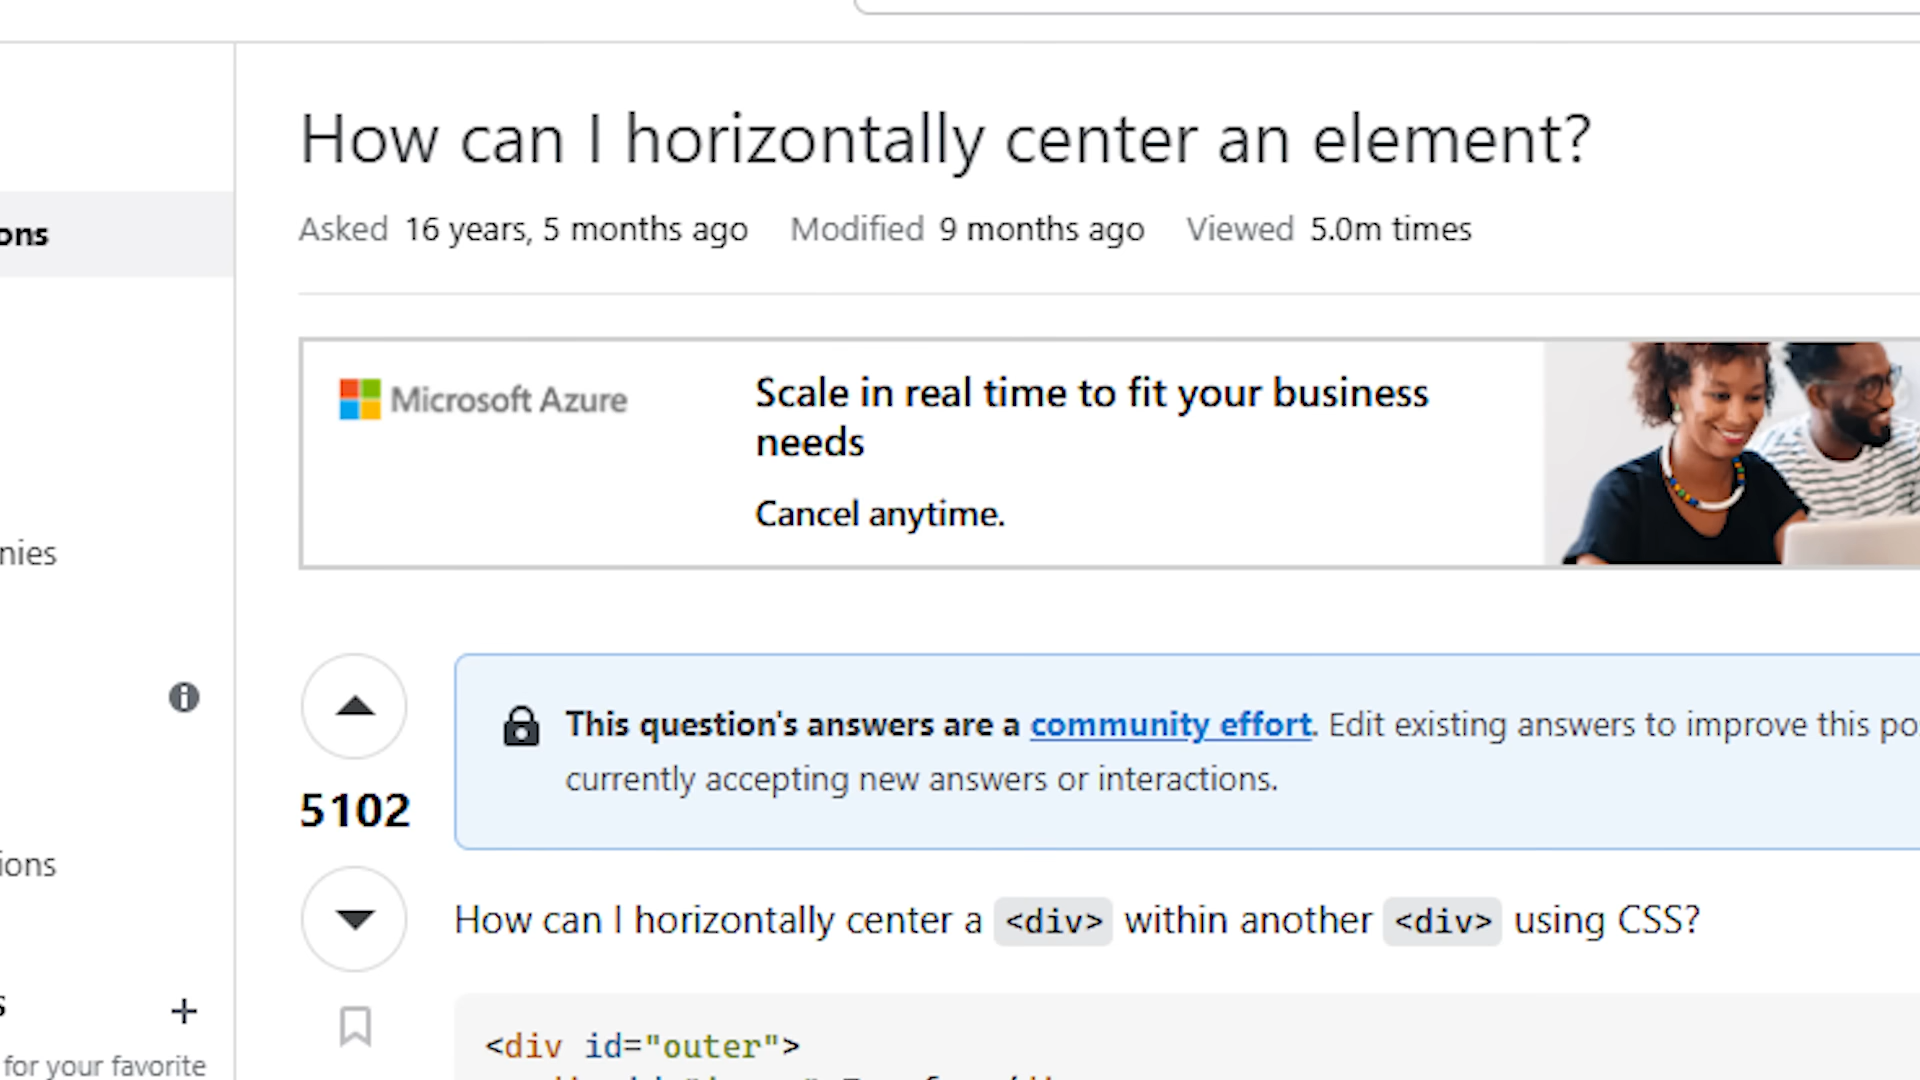 How can I horizontally center an element?
Asked 16 years, 5 months ago Modified 9 months ago Viewed 5.0m times
ons
Microsoft Azure
Scale in real time to fit your business
needs
Cancel anytime.
nies
This question's answers are a community effort. Edit existing answers to improve this po
currently accepting new answers or interactions.
5102
ions
How can I horizontally center a <div> within another <div> using CSS?
s +
<div id="outer">
for your favorite